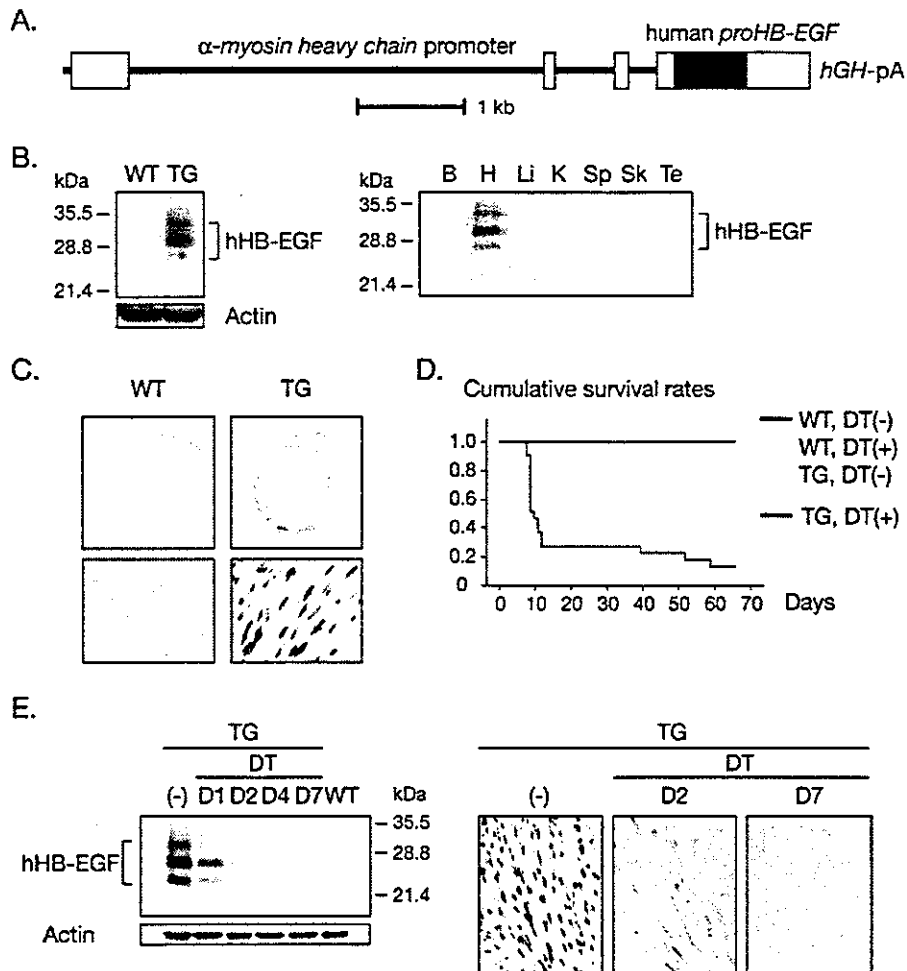 A.
α-myosin heavy chain promoter
human proHB-EGF
hGH-pA
1 kb
B.
kDa WT TG
35.5
28.8
21.4
hHB-EGF
Actin
kDa B H Li K Sp Sk Te
35.5
28.8
21.4
hHB-EGF
C.
WT TG
D.
Cumulative survival rates
1.0
0.8
0.6
0.4
0.2
0
0 10 20 30 40 50 60 70 Days
WT, DT(-)
WT, DT(+)
TG, DT(-)
TG, DT(+)
E.
TG
DT
(-) D1 D2 D4 D7 WT kDa
35.5
28.8
21.4
hHB-EGF
Actin
TG
DT
(-) D2 D7